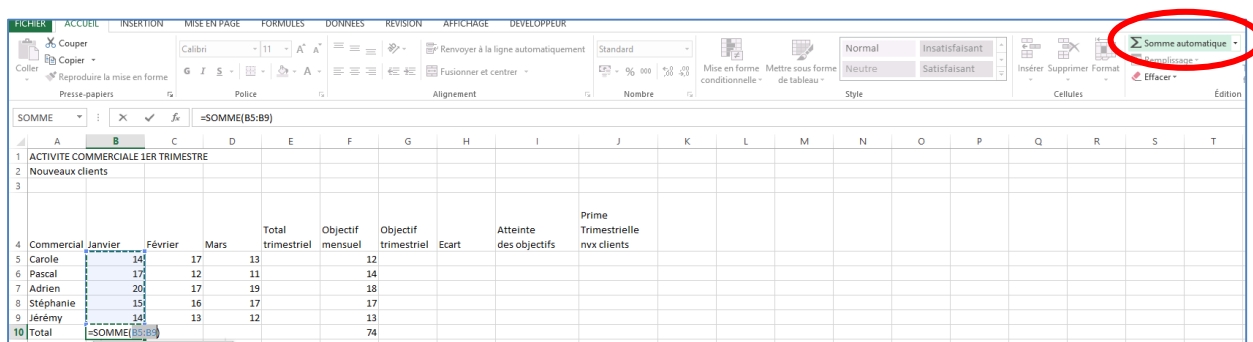 FICHIER ACCUEIL INSERTION MISE EN PAGE FORMULES DONNÉES RÉVISION AFFICHAGE DÉVELOPPEUR
Couper
Copier
Reproduire la mise en forme
Coller
Presse-papiers
Calibri 11 A A
G I S A
Police
Renvoyer à la ligne automatiquement
Fusionner et centrer
Alignement
Standard
% 000 ,00 ,00
Nombre
Mise en forme conditionnelle
Mettre sous forme de tableau
Normal Insatisfaisant
Neutre Satisfaisant
Style
Insérer Supprimer Format
Cellules
Σ Somme automatique
Remplissage
Effacer
Édition
SOMME fx =SOMME(B5:B9)
A B C D E F G H I J K L M N O P Q R S T
1 ACTIVITE COMMERCIALE 1ER TRIMESTRE
2 Nouveaux clients
3
Prime
Total Objectif Objectif Atteinte Trimestrielle
4 Commercial Janvier Février Mars trimestriel mensuel trimestriel Ecart des objectifs nvx clients
5 Carole 14 17 13 12
6 Pascal 17 12 11 14
7 Adrien 20 17 19 18
8 Stéphanie 15 16 17 17
9 Jérémy 14 13 12 13
10 Total =SOMME(B5:B9) 74